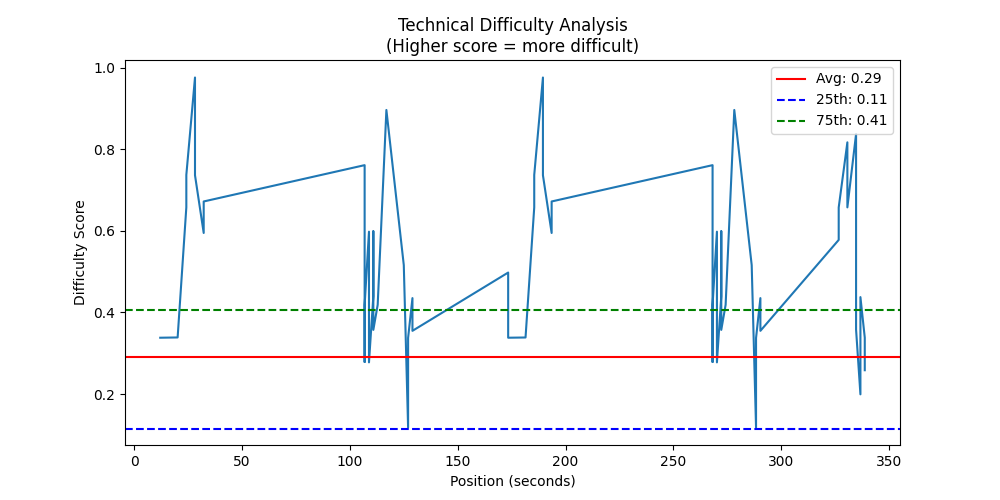 Technical Difficulty Analysis
(Higher score = more difficult)
Avg: 0.29
25th: 0.11
75th: 0.41
Difficulty Score
1.0
0.8
0.6
0.4
0.2
0 50 100 150 200 250 300 350
Position (seconds)